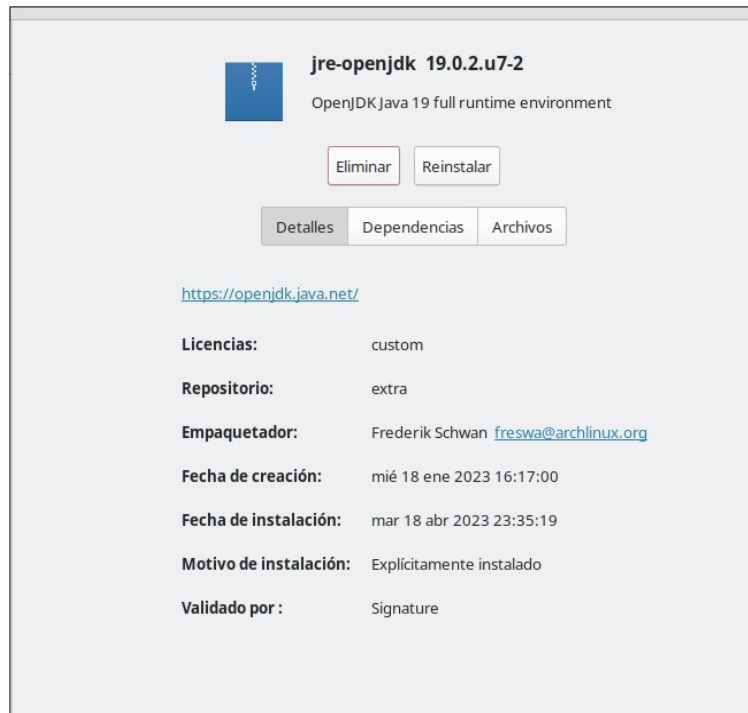 jre-openjdk 19.0.2.u7-2
OpenJDK Java 19 full runtime environment
Eliminar Reinstalar
Detalles Dependencias Archivos
https://openjdk.java.net/
Licencias: custom
Repositorio: extra
Empaquetador: Frederik Schwan freswa@archlinux.org
Fecha de creación: mié 18 ene 2023 16:17:00
Fecha de instalación: mar 18 abr 2023 23:35:19
Motivo de instalación: Explícitamente instalado
Validado por : Signature